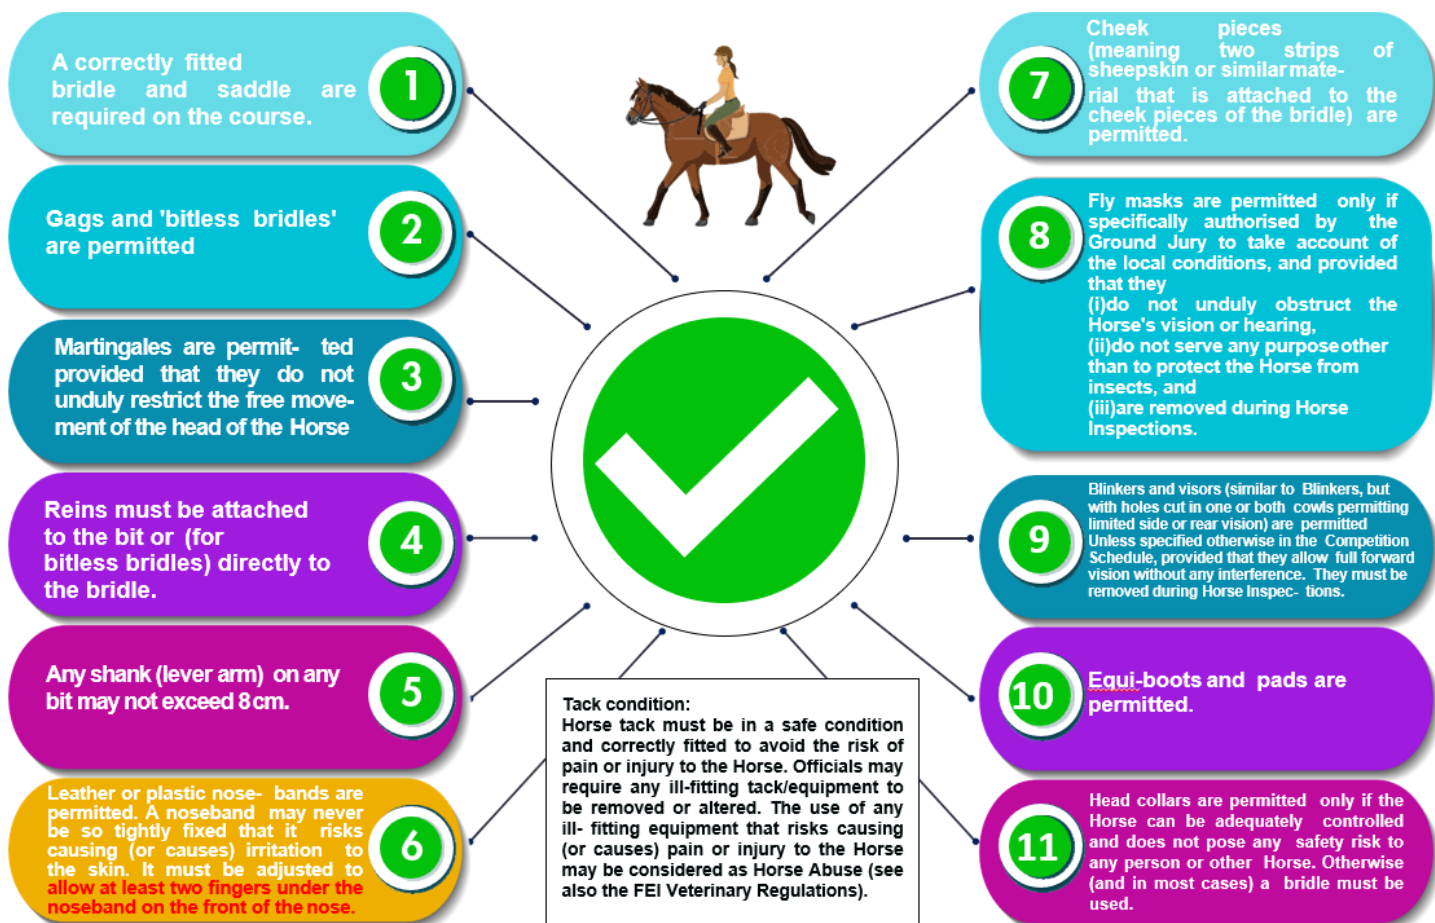 A correctly fitted
bridle and saddle are
required on the course.
1
Gags and 'bitless bridles'
are permitted
2
Martingales are permit- ted
provided that they do not
unduly restrict the free move-
ment of the head of the Horse
3
Reins must be attached
to the bit or (for
bitless bridles) directly to
the bridle.
4
Any shank (lever arm) on any
bit may not exceed 8cm.
5
Leather or plastic nose- bands are
permitted. A noseband may never
be so tightly fixed that it risks
causing (or causes) irritation to
the skin. It must be adjusted to
allow at least two fingers under the
noseband on the front of the nose.
6
Tack condition:
Horse tack must be in a safe condition
and correctly fitted to avoid the risk of
pain or injury to the Horse. Officials may
require any ill-fitting tack/equipment to
be removed or altered. The use of any
ill- fitting equipment that risks causing
(or causes) pain or injury to the Horse
may be considered as Horse Abuse (see
also the FEI Veterinary Regulations).
7
Cheek pieces
(meaning two strips of
sheepskin or similar mate-
rial that is attached to the
cheek pieces of the bridle) are
permitted.
8
Fly masks are permitted only if
specifically authorised by the
Ground Jury to take account of
the local conditions, and provided
that they
(i)do not unduly obstruct the
Horse's vision or hearing,
(ii)do not serve any purpose other
than to protect the Horse from
insects, and
(iii)are removed during Horse
Inspections.
9
Blinkers and visors (similar to Blinkers, but
with holes cut in one or both cowls permitting
limited side or rear vision) are permitted
Unless specified otherwise in the Competition
Schedule, provided that they allow full forward
vision without any interference. They must be
removed during Horse Inspec- tions.
10
Equi-boots and pads are
permitted.
11
Head collars are permitted only if the
Horse can be adequately controlled
and does not pose any safety risk to
any person or other Horse. Otherwise
(and in most cases) a bridle must be
used.